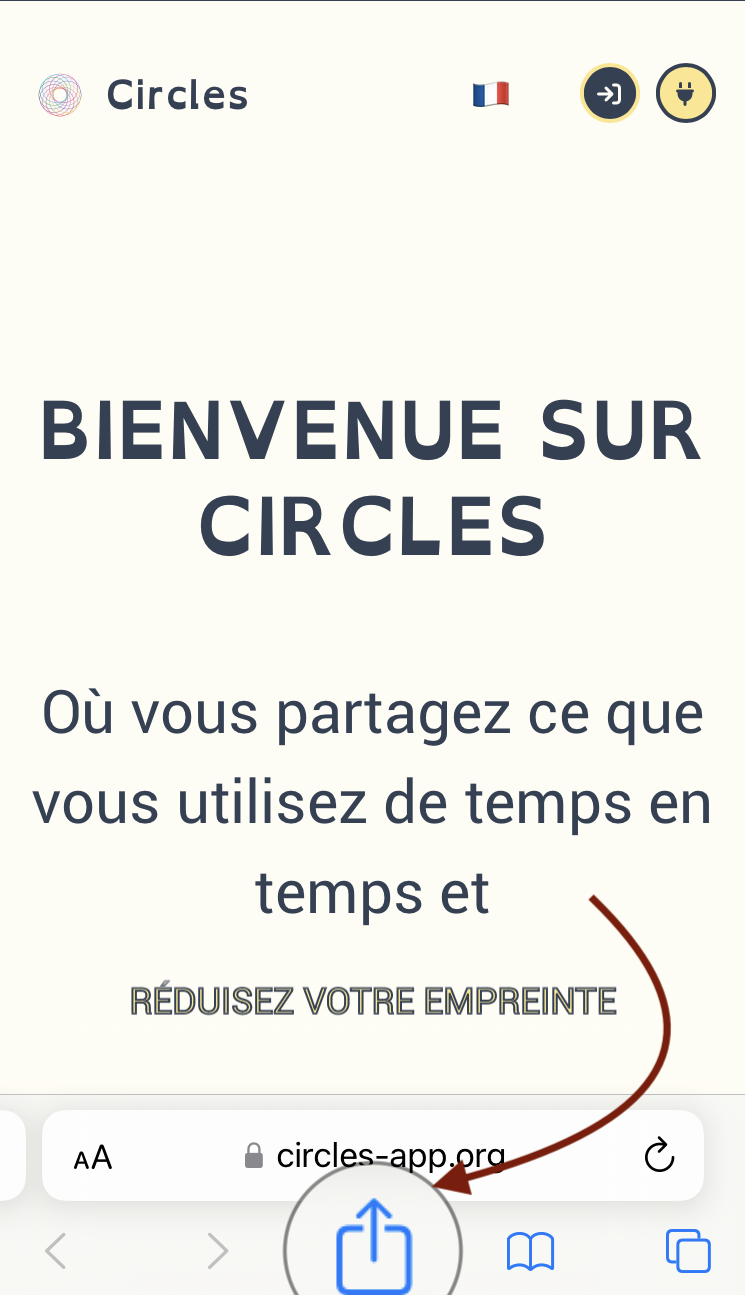 Circles
BIENVENUE SUR
CIRCLES
Où vous partagez ce que
vous utilisez de temps en
temps et
RÉDUISEZ VOTRE EMPREINTE
AA
circles-app.org